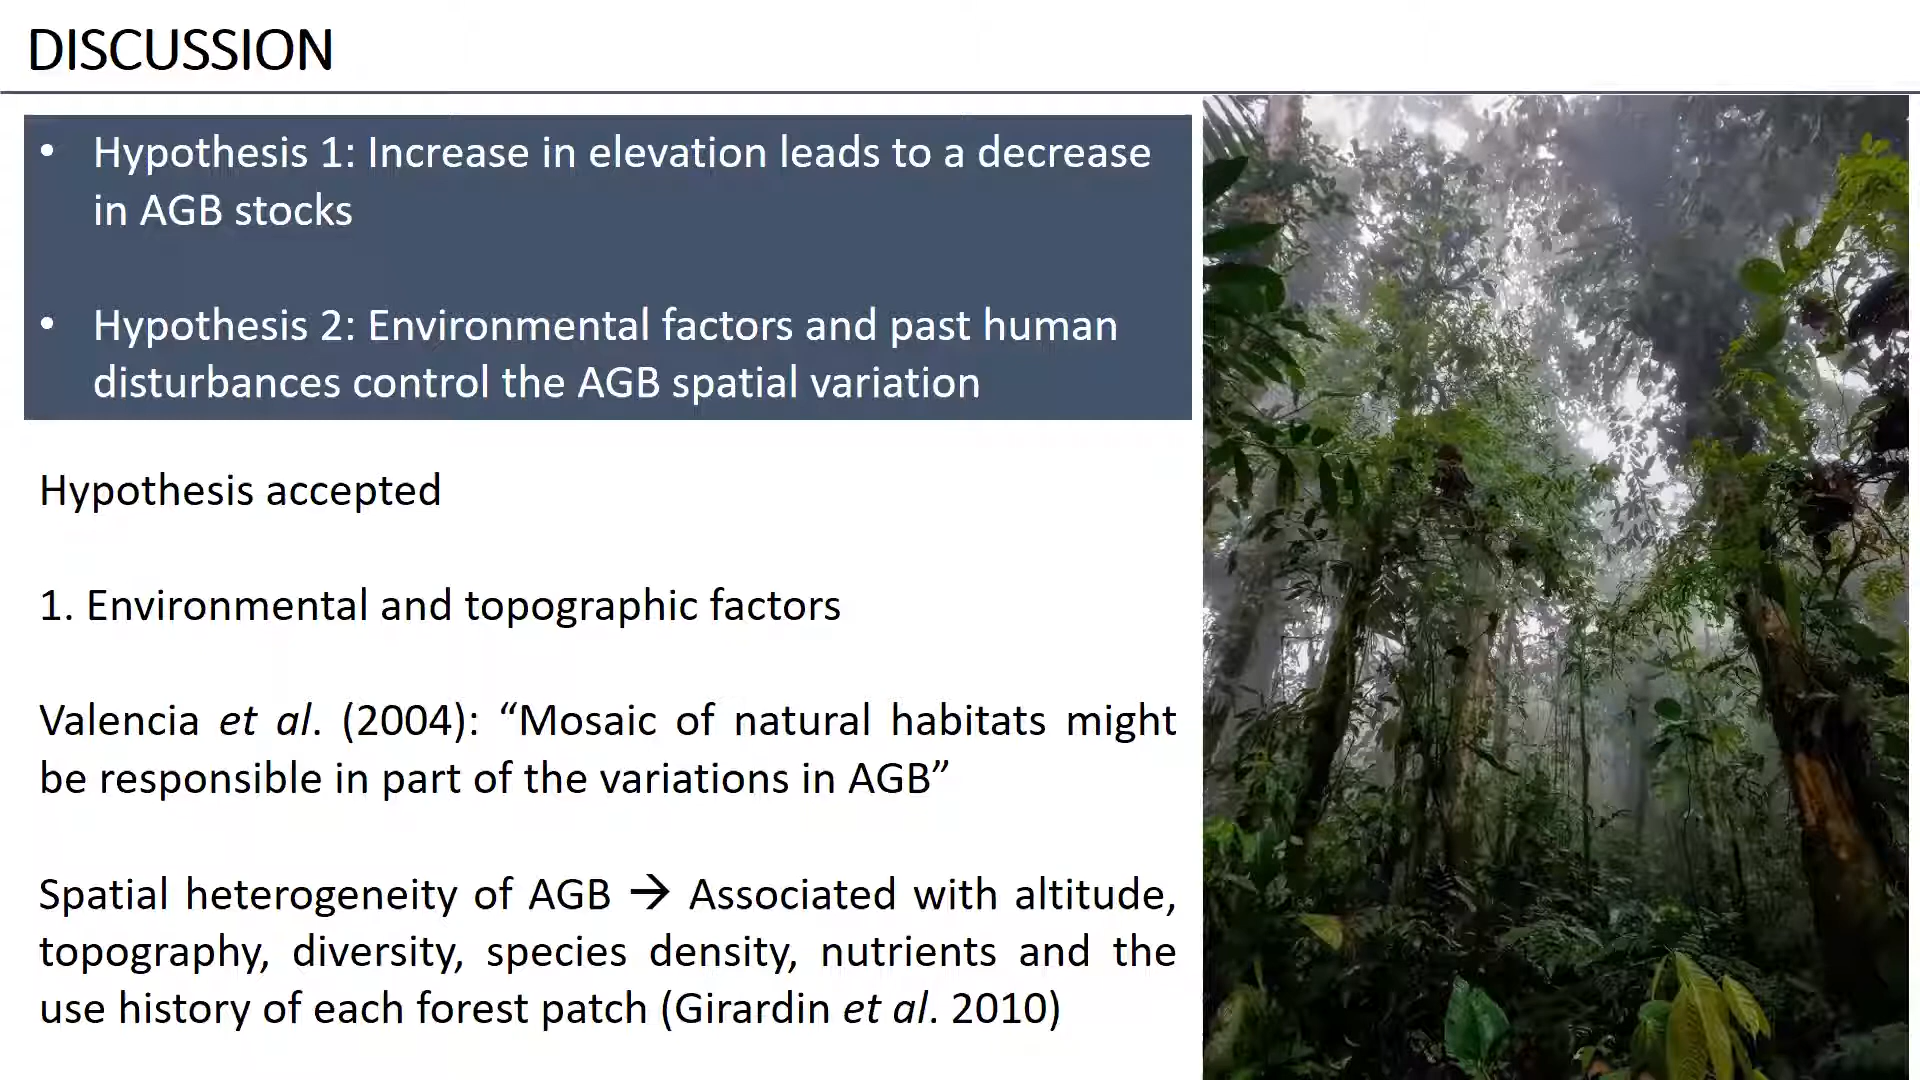 DISCUSSION
• Hypothesis 1: Increase in elevation leads to a decrease
in AGB stocks
• Hypothesis 2: Environmental factors and past human
disturbances control the AGB spatial variation
Hypothesis accepted
1. Environmental and topographic factors
Valencia et al. (2004): “Mosaic of natural habitats might
be responsible in part of the variations in AGB”
Spatial heterogeneity of AGB → Associated with altitude,
topography, diversity, species density, nutrients and the
use history of each forest patch (Girardin et al. 2010)